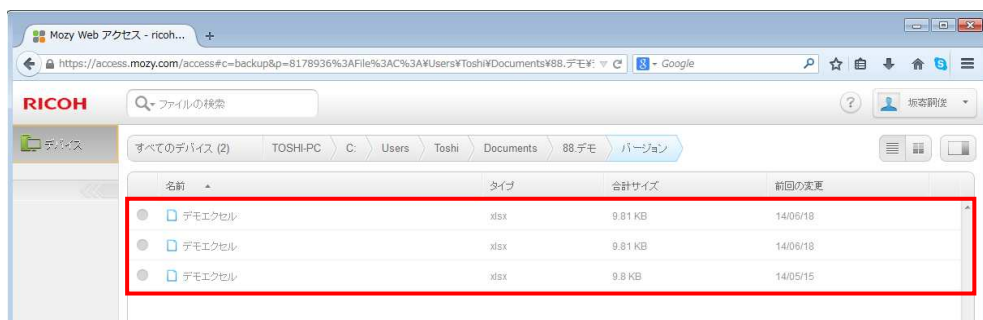 Mozy Web アクセス - ricoh... +
https://access.mozy.com/access#c=backup&p=8178936%3AFile%3AC%3A¥Users¥Toshi¥Documents¥88.デモ¥ Google
RICOH ファイルの検索 ?
デバイス すべてのデバイス (2) TOSHI-PC C: Users Toshi Documents 88.デモ バージョン
名前 タイプ 合計サイズ 前回の変更
デモエクセル xlsx 9.81 KB 14/06/18
デモエクセル xlsx 9.81 KB 14/06/18
デモエクセル xlsx 9.8 KB 14/05/15